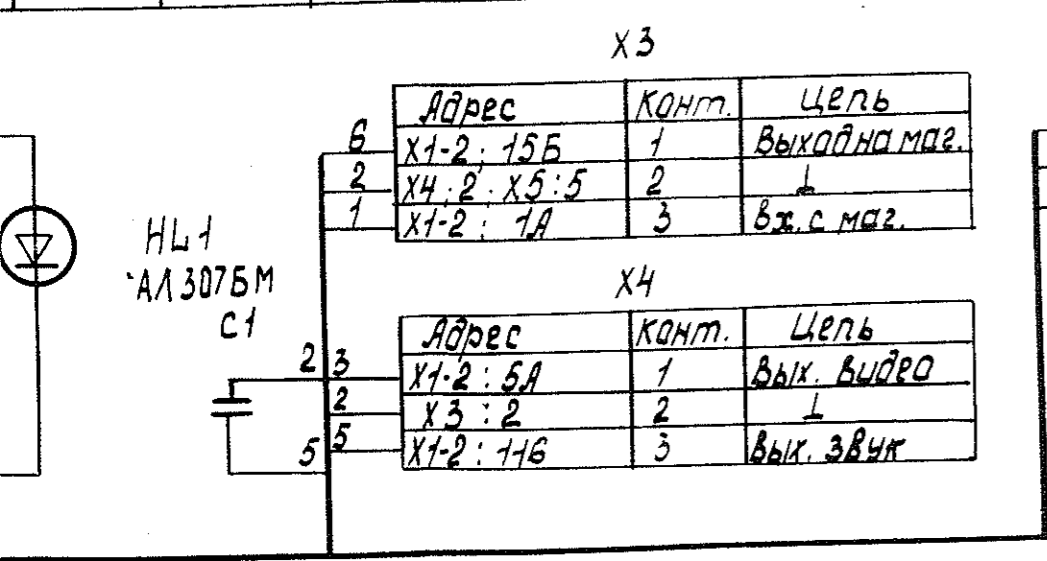 X3
Адрес Конт. Цепь
6 X1-2 : 15Б 1 Выход на маг.
2 X4 : 2 · X5 : 5 2 ⊥
1 X1-2 : 1А 3 Вх. с маг.
HL1
АЛ307БМ
C1
X4
Адрес Конт. Цепь
2 3 X1-2 : 5А 1 Вых. видео
2 X3 : 2 2 ⊥
5 5 X1-2 : 11Б 3 Вых. звук